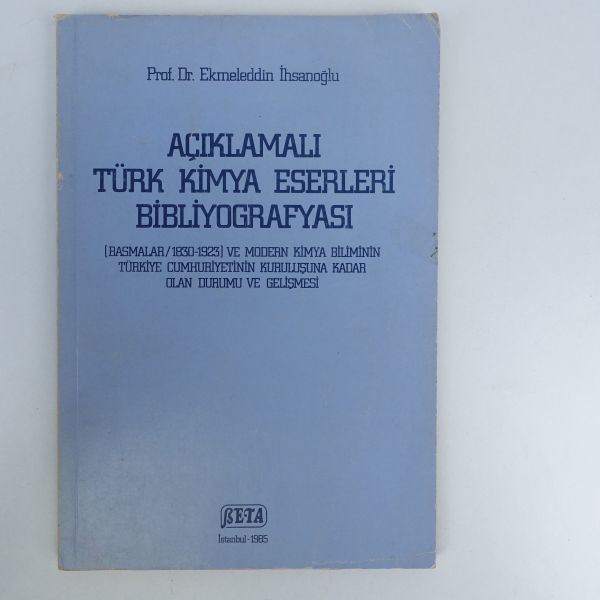 Prof. Dr. Ekmeleddin İhsanoğlu
AÇIKLAMALI
TÜRK KİMYA ESERLERİ
BİBLİYOGRAFYASI
(BASMALAR/1830-1923) VE MODERN KİMYA BİLİMİNİN
TÜRKİYE CUMHURİYETİNİN KURULUŞUNA KADAR
OLAN DURUMU VE GELİŞMESİ
BETA
İstanbul-1985